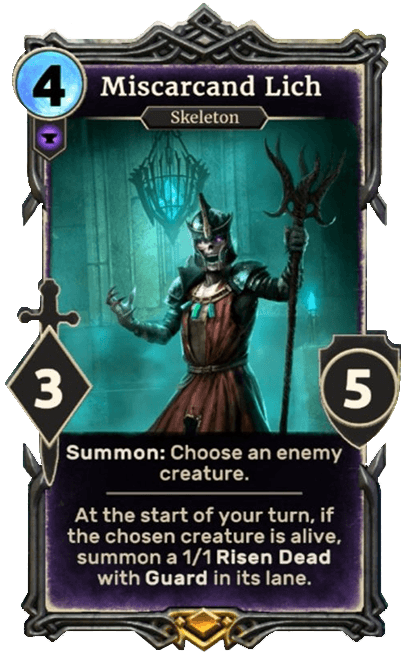 4
Miscarcand Lich
Skeleton
3
5
Summon: Choose an enemy
creature.
At the start of your turn, if
the chosen creature is alive,
summon a 1/1 Risen Dead
with Guard in its lane.